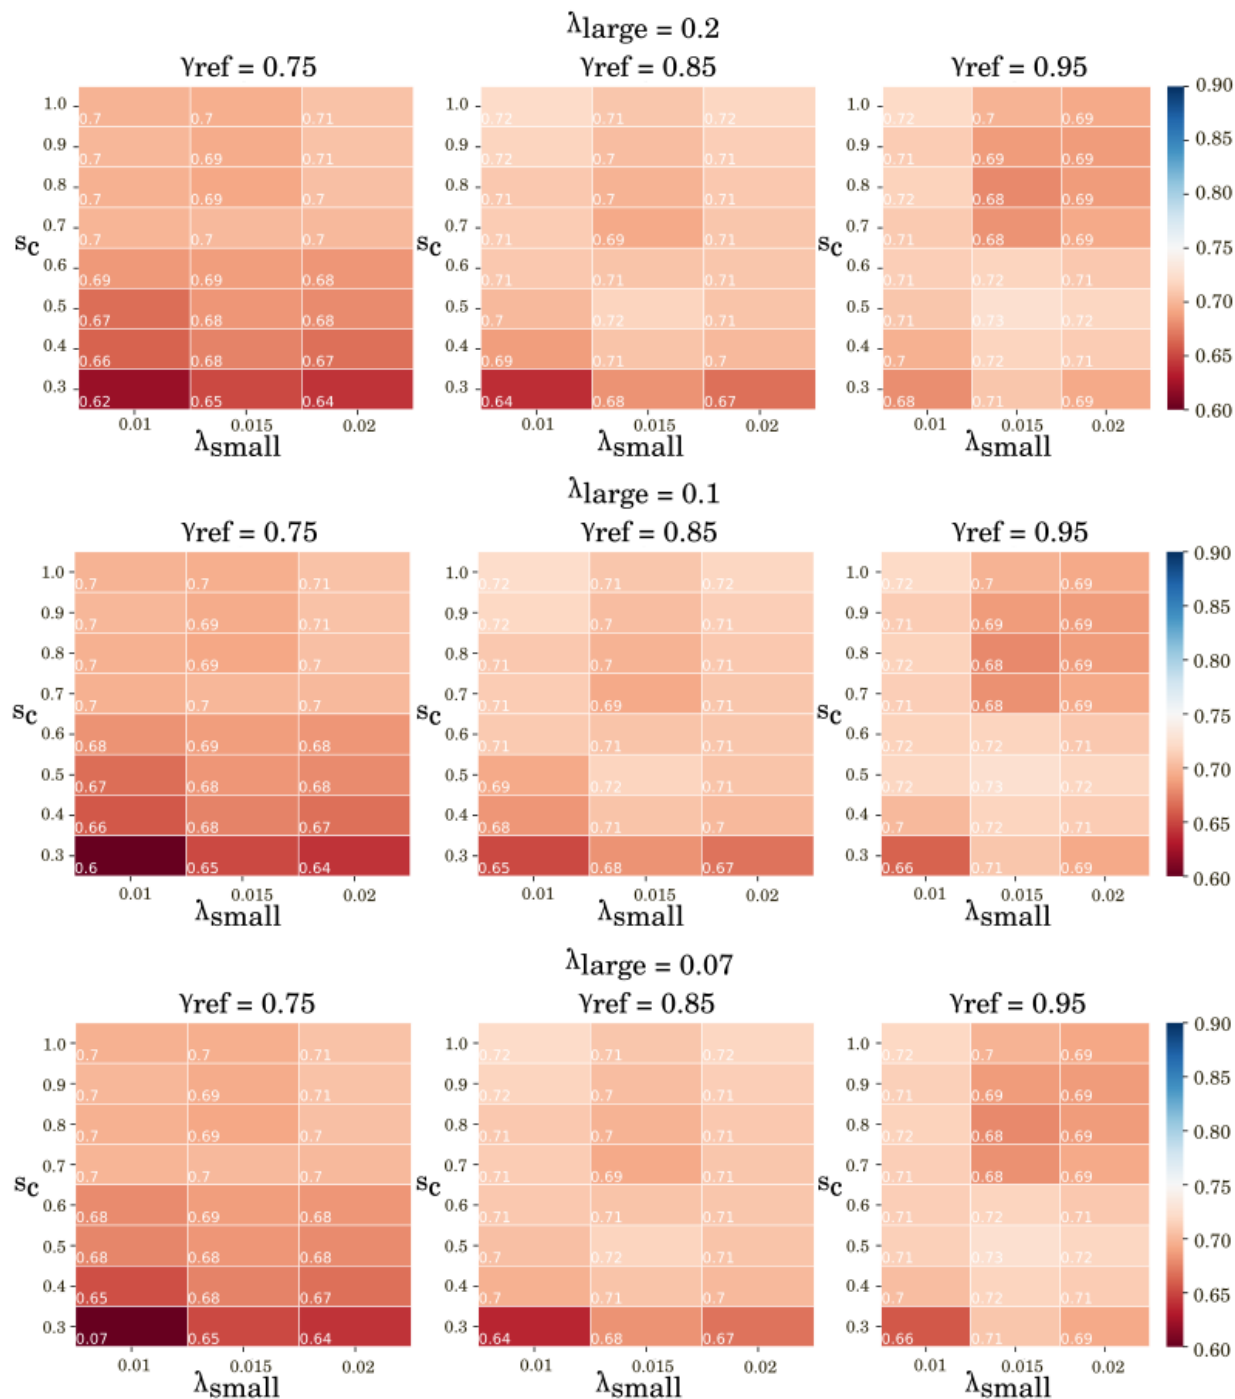 λlarge = 0.2
γref = 0.75 γref = 0.85 γref = 0.95
1.0 0.7 0.7 0.71 0.72 0.71 0.72 0.72 0.7 0.69 0.90
0.9 0.7 0.69 0.71 0.72 0.7 0.71 0.71 0.69 0.69 0.85
0.8 0.7 0.69 0.7 0.71 0.7 0.71 0.72 0.68 0.69 0.80
0.7 0.7 0.7 0.7 0.71 0.69 0.71 0.71 0.68 0.69
sc sc sc 0.75
0.6 0.69 0.69 0.68 0.71 0.71 0.71 0.71 0.72 0.71
0.5 0.67 0.68 0.68 0.7 0.72 0.71 0.71 0.73 0.72 0.70
0.4 0.66 0.68 0.67 0.69 0.71 0.7 0.7 0.72 0.71 0.65
0.3 0.62 0.65 0.64 0.64 0.68 0.67 0.68 0.71 0.69 0.60
0.01 0.015 0.02 0.01 0.015 0.02 0.01 0.015 0.02
λsmall λsmall λsmall
λlarge = 0.1
γref = 0.75 γref = 0.85 γref = 0.95
1.0 0.7 0.7 0.71 0.72 0.71 0.72 0.72 0.7 0.69 0.90
0.9 0.7 0.69 0.71 0.72 0.7 0.71 0.71 0.69 0.69 0.85
0.8 0.7 0.69 0.7 0.71 0.7 0.71 0.72 0.68 0.69 0.80
0.7 0.7 0.7 0.7 0.71 0.69 0.71 0.71 0.68 0.69
sc sc sc 0.75
0.6 0.68 0.69 0.68 0.71 0.71 0.71 0.72 0.72 0.71
0.5 0.67 0.68 0.68 0.69 0.72 0.71 0.72 0.73 0.72 0.70
0.4 0.66 0.68 0.67 0.68 0.71 0.7 0.7 0.72 0.71 0.65
0.3 0.6 0.65 0.64 0.65 0.68 0.67 0.66 0.71 0.69 0.60
0.01 0.015 0.02 0.01 0.015 0.02 0.01 0.015 0.02
λsmall λsmall λsmall
λlarge = 0.07
γref = 0.75 γref = 0.85 γref = 0.95
1.0 0.7 0.7 0.71 0.72 0.71 0.72 0.72 0.7 0.69 0.90
0.9 0.7 0.69 0.71 0.72 0.7 0.71 0.71 0.69 0.69 0.85
0.8 0.7 0.69 0.7 0.71 0.7 0.71 0.72 0.68 0.69 0.80
0.7 0.7 0.7 0.7 0.71 0.69 0.71 0.71 0.68 0.69
sc sc sc 0.75
0.6 0.68 0.69 0.68 0.71 0.71 0.71 0.71 0.72 0.71
0.5 0.68 0.68 0.68 0.7 0.72 0.71 0.71 0.73 0.72 0.70
0.4 0.65 0.68 0.67 0.7 0.71 0.7 0.7 0.72 0.71 0.65
0.3 0.07 0.65 0.64 0.64 0.68 0.67 0.66 0.71 0.69 0.60
0.01 0.015 0.02 0.01 0.015 0.02 0.01 0.015 0.02
λsmall λsmall λsmall